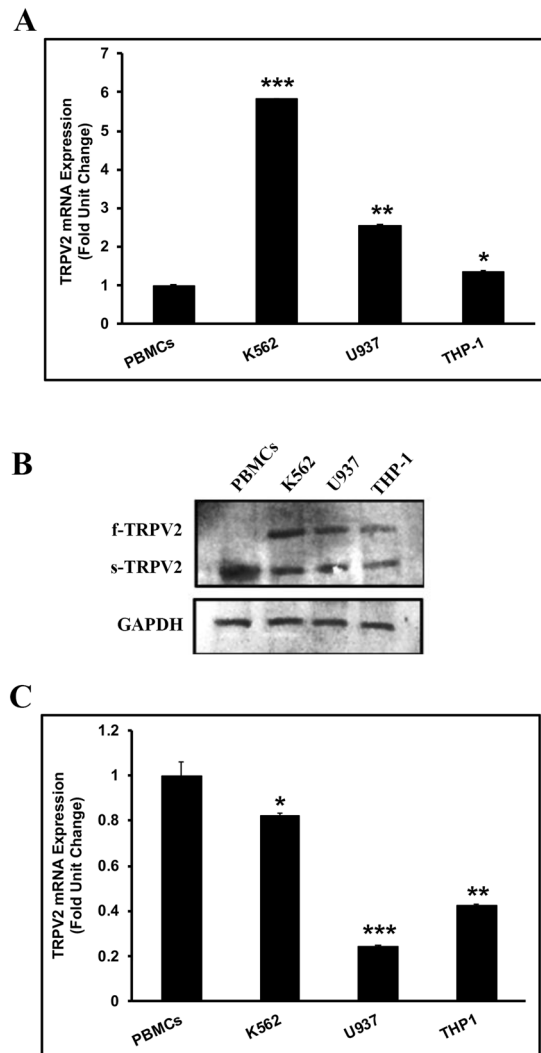 A
TRPV2 mRNA Expression
(Fold Unit Change)
7
6
5
4
3
2
1
0
***
**
*
PBMCs
K562
U937
THP-1
B
PBMCs
K562
U937
THP-1
f-TRPV2
s-TRPV2
GAPDH
C
TRPV2 mRNA Expression
(Fold Unit Change)
1.2
1
0.8
0.6
0.4
0.2
0
*
***
**
PBMCs
K562
U937
THP1